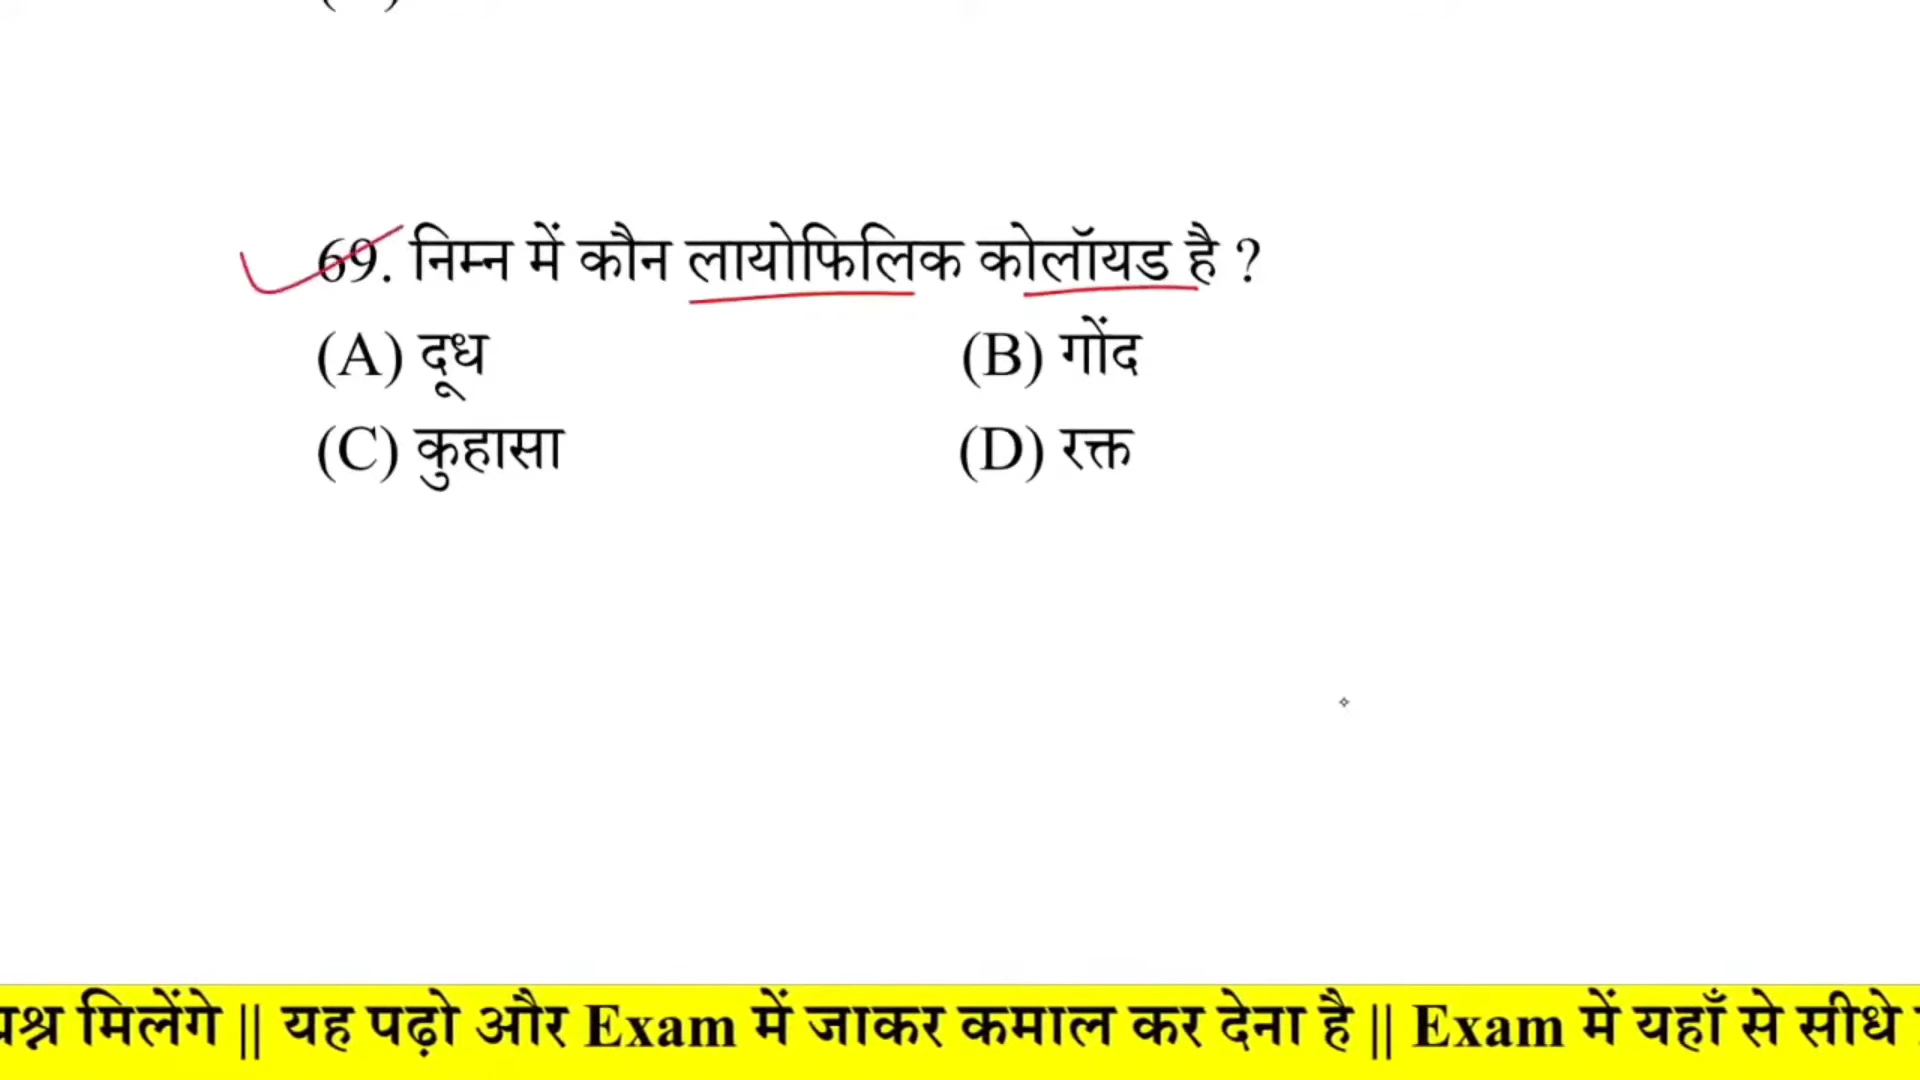 69. निम्न में कौन लायोफिलिक कोलॉयड है ?
(A) दूध (B) गोंद
(C) कुहासा (D) रक्त
मिलेंगे || यह पढ़ो और Exam में जाकर कमाल कर देना है || Exam में यहाँ से सीधे